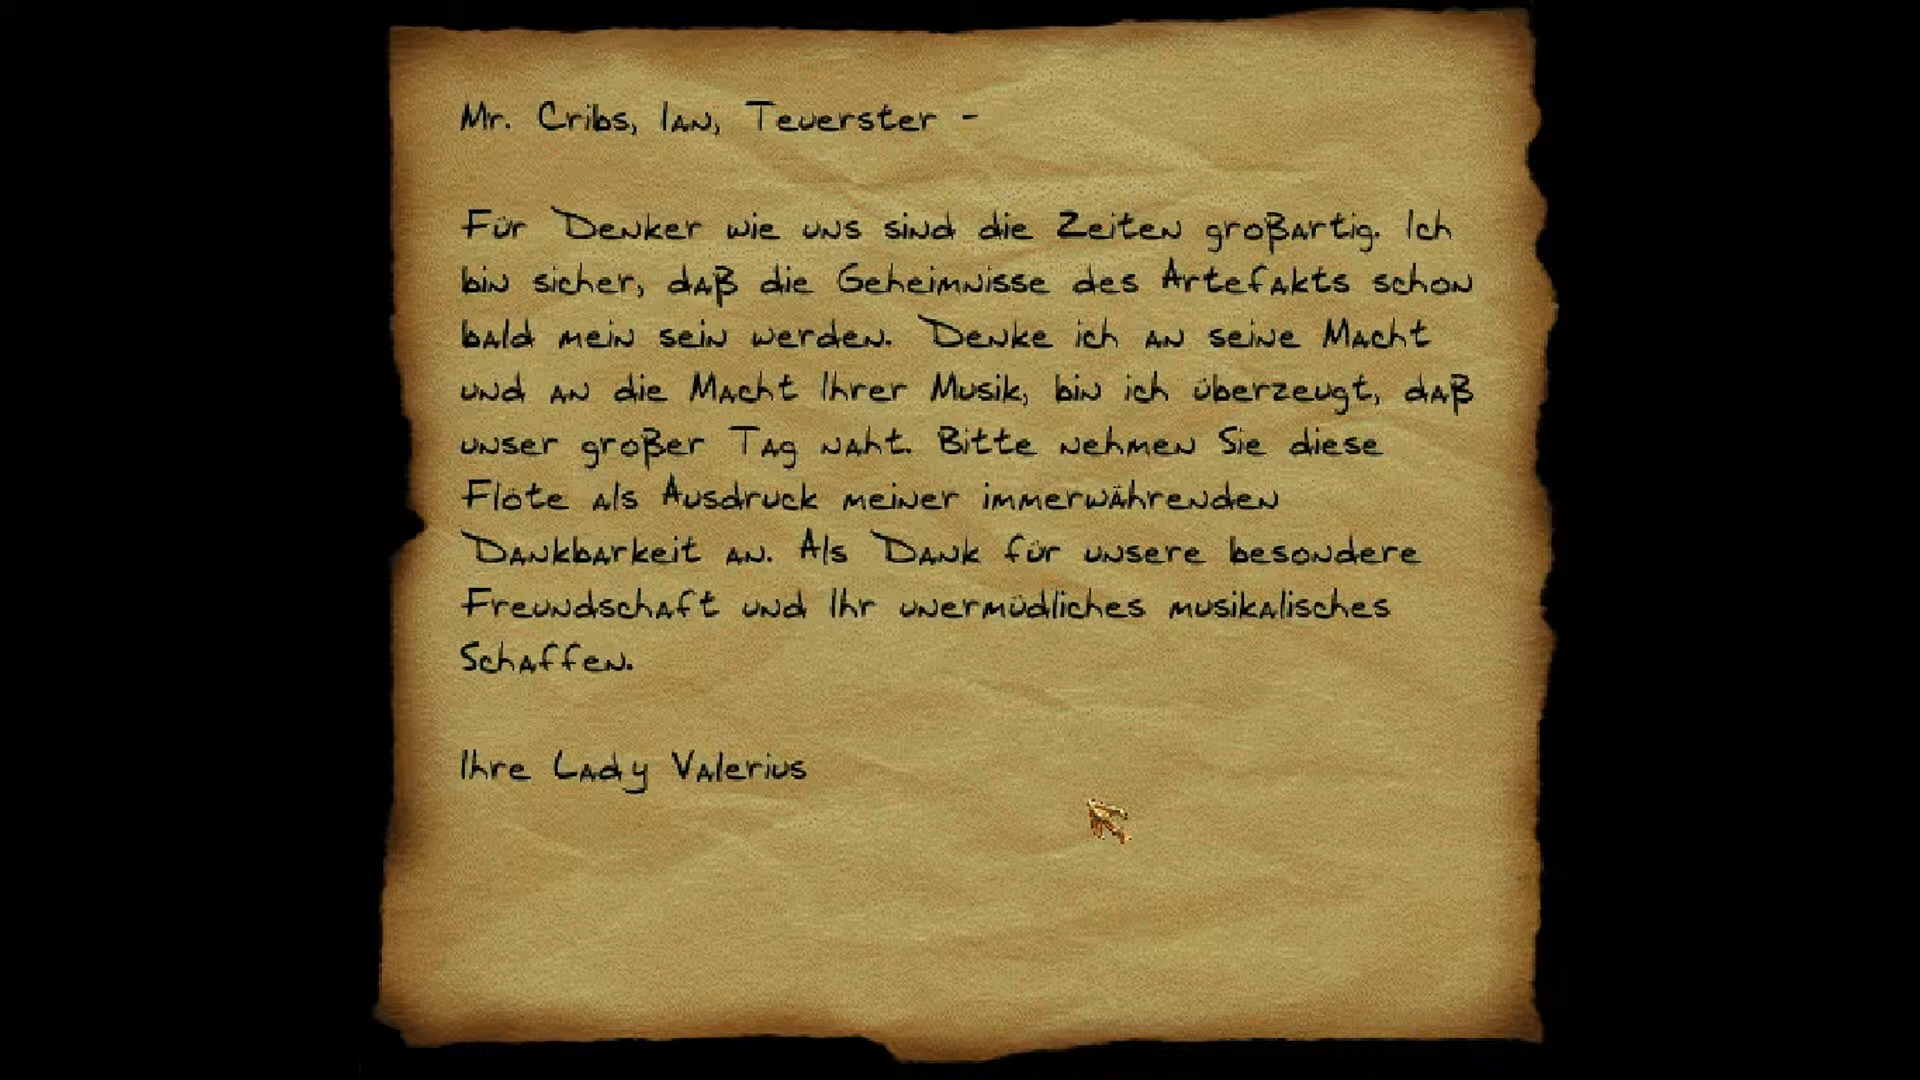 Mr. Cribs, Ian, Teuerster -
Für Denker wie uns sind die Zeiten großartig. Ich
bin sicher, daß die Geheimnisse des Artefakts schon
bald mein sein werden. Denke ich an seine Macht
und an die Macht Ihrer Musik, bin ich überzeugt, daß
unser großer Tag naht. Bitte nehmen Sie diese
Flöte als Ausdruck meiner immerwährenden
Dankbarkeit an. Als Dank für unsere besondere
Freundschaft und Ihr unermüdliches musikalisches
Schaffen.
Ihre Lady Valerius